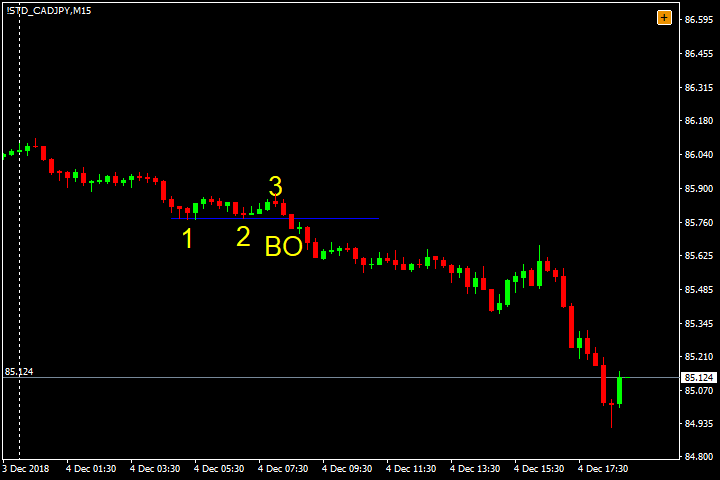 !STD_CADJPY,M15
86.595
86.455
86.315
86.180
86.040
85.900
85.760
85.625
85.485
85.345
85.210
85.124
85.124
85.070
84.935
84.800
3
1
2
BO
3 Dec 2018
4 Dec 01:30
4 Dec 03:30
4 Dec 05:30
4 Dec 07:30
4 Dec 09:30
4 Dec 11:30
4 Dec 13:30
4 Dec 15:30
4 Dec 17:30